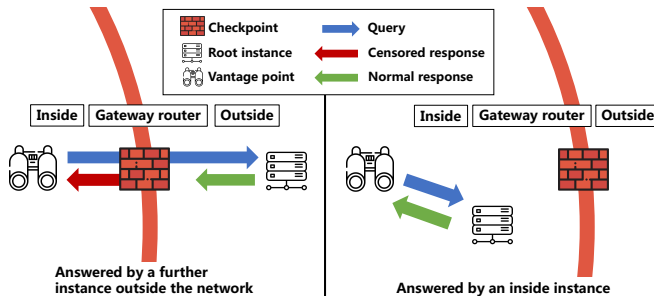 Checkpoint
Query
Root instance
Censored response
Vantage point
Normal response
Inside
Gateway router
Outside
Inside
Gateway router
Outside
Answered by a further
instance outside the network
Answered by an inside instance